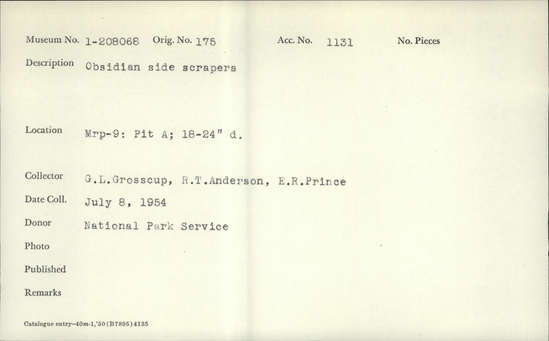 Museum No. 1-208068 Orig. No. 175 Acc. No. 1131 No. Pieces
Description Obsidian side scrapers
Location Mrp-9: Pit A; 18-24" d.
Collector G.L.Grosscup, R.T.Anderson, E.R.Prince
Date Coll. July 8, 1954
Donor National Park Service
Photo
Published
Remarks
Catalogue entry—40m-1,'50 (B7895) 4135